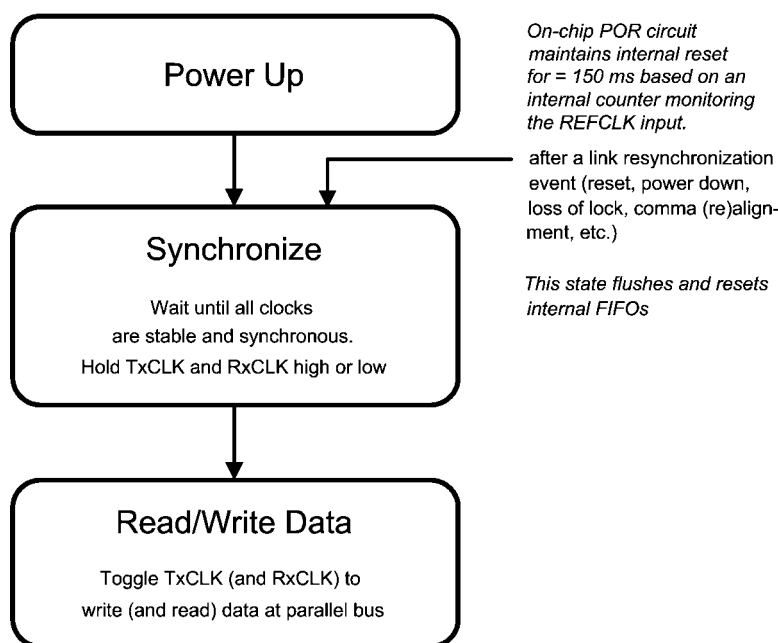 Power Up
On-chip POR circuit
maintains internal reset
for = 150 ms based on an
internal counter monitoring
the REFCLK input.
after a link resynchronization
event (reset, power down,
loss of lock, comma (re)align-
ment, etc.)
This state flushes and resets
internal FIFOs
Synchronize
Wait until all clocks
are stable and synchronous.
Hold TxCLK and RxCLK high or low
Read/Write Data
Toggle TxCLK (and RxCLK) to
write (and read) data at parallel bus